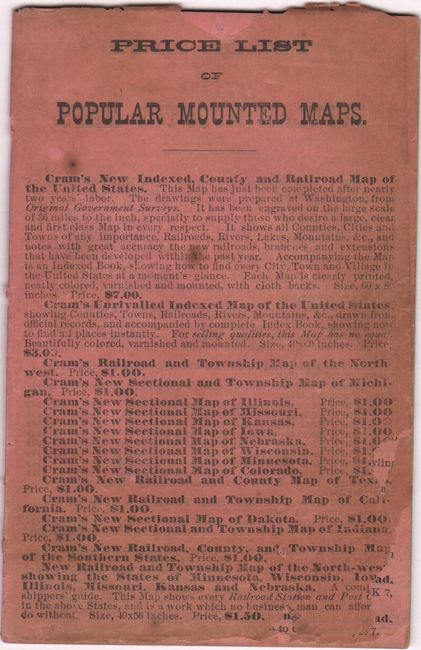 PRICE LIST
OF
POPULAR MOUNTED MAPS.
Cram's New Indexed, County and Railroad Map of
the United States. This Map has just been completed after nearly
two years' labor. The drawings were prepared at Washington, from
Original Government Surveys. It has been engraved on the large scale
of 36 miles to the inch, specially to supply those who desire a large, clear
and first class Map in every respect. It shows all Counties, Cities and
Towns of any importance, Railroads, Rivers, Lakes, Mountains, &c., and
notes with great accuracy the new railroads, branches and extensions
that have been developed within the past year. Accompanying the Map
is an Indexed Book, showing how to find every City, Town and Village in
the United States at a moment's glance. Each Map is clearly printed,
neatly colored, varnished and mounted, with cloth backs. Size, 60 x
inches. Price, $7.00.
Cram's Unrivalled Indexed Map of the United States
showing Counties, Towns, Railroads, Rivers, Mountains, &c., drawn from
official records, and accompanied by complete Index Book, showing how
to find all places instantly. For selling qualities, this Map has no equal.
Beautifully colored, varnished and mounted. Size, Price,
$3.00.
Cram's Railroad and Township Map of the North-
west. Price, $1.00.
Cram's New Sectional and Township Map of Michi-
gan. Price, $1.00.
Cram's New Sectional Map of Illinois. Price, $1.00
Cram's New Sectional Map of Missouri. Price, $1.00
Cram's New Sectional Map of Kansas. Price, $1.00
Cram's New Sectional Map of Iowa. Price, $1.00
Cram's New Sectional Map of Nebraska. Price, $1.00
Cram's New Sectional Map of Wisconsin. Price, $1.
Cram's New Sectional Map of Minnesota. Price, $1.
Cram's New Sectional Map of Colorado. Price, $1.
Cram's New Railroad and County Map of Texas
Price, $1.00.
Cram's New Railroad and Township Map of Cali-
fornia. Price, $1.00.
Cram's New Sectional Map of Dakota. Price, $1.00.
Cram's New Sectional and Township Map of Indiana.
Price, $1.00.
Cram's New Railroad, County, and Township Map
of the Southern States. Price, $1.00.
New Railroad and Township Map of the North-west
showing the States of Minnesota, Wisconsin, Iowa, ad.
Illinois, Missouri, Kansas and Nebraska. A K 7,
shippers' guide. This Map shows every Railroad Station and Post
in the above States, and is a work which no business man can afford
do without. Size, 40x56 inches. Price, $1.50. ad.